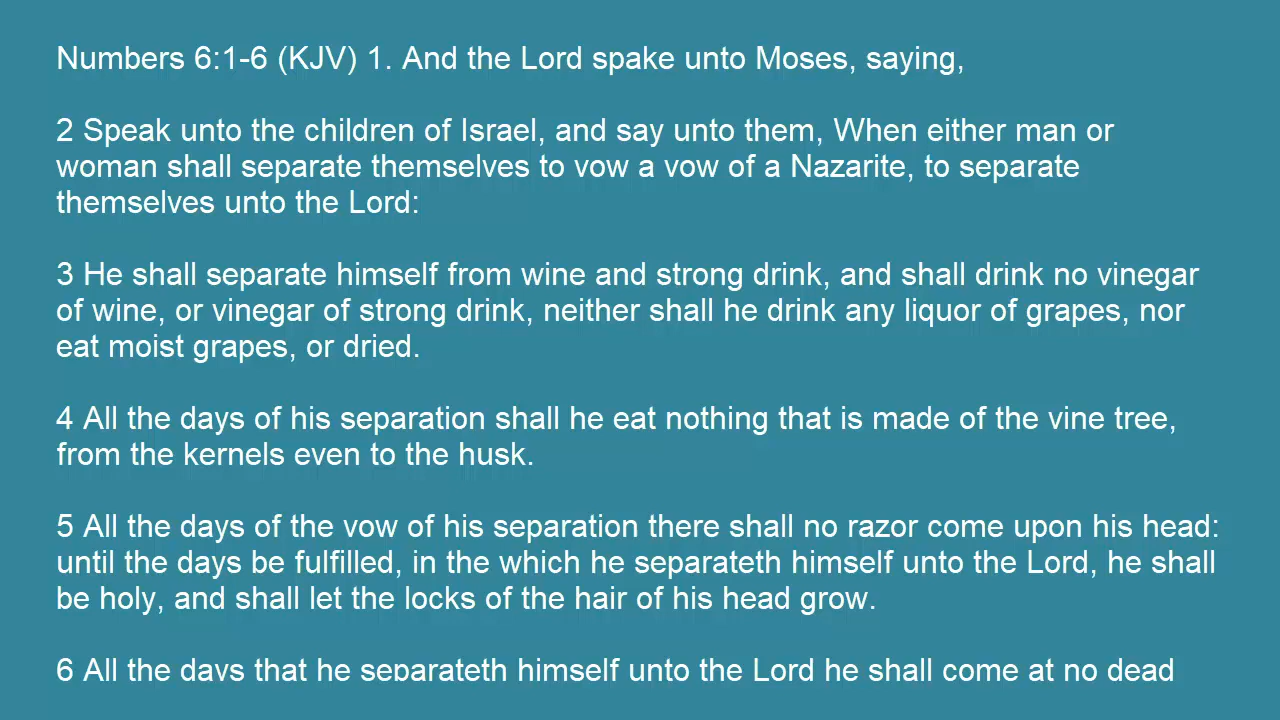 Numbers 6:1-6 (KJV) 1. And the Lord spake unto Moses, saying,
2 Speak unto the children of Israel, and say unto them, When either man or
woman shall separate themselves to vow a vow of a Nazarite, to separate
themselves unto the Lord:
3 He shall separate himself from wine and strong drink, and shall drink no vinegar
of wine, or vinegar of strong drink, neither shall he drink any liquor of grapes, nor
eat moist grapes, or dried.
4 All the days of his separation shall he eat nothing that is made of the vine tree,
from the kernels even to the husk.
5 All the days of the vow of his separation there shall no razor come upon his head:
until the days be fulfilled, in the which he separateth himself unto the Lord, he shall
be holy, and shall let the locks of the hair of his head grow.
6 All the days that he separateth himself unto the Lord he shall come at no dead